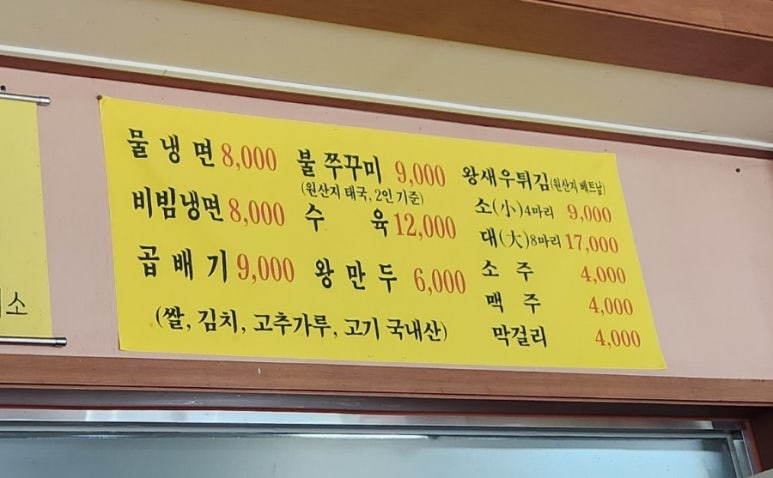 물냉면 8,000
비빔냉면 8,000
곱배기 9,000
불쭈꾸미 9,000
(원산지 태국, 2인 기준)
수육 12,000
왕만두 6,000
(쌀, 김치, 고추가루, 고기 국내산)
왕새우튀김(원산지 베트남)
소(小)4마리 9,000
대(大)8마리 17,000
소주 4,000
맥주 4,000
막걸리 4,000